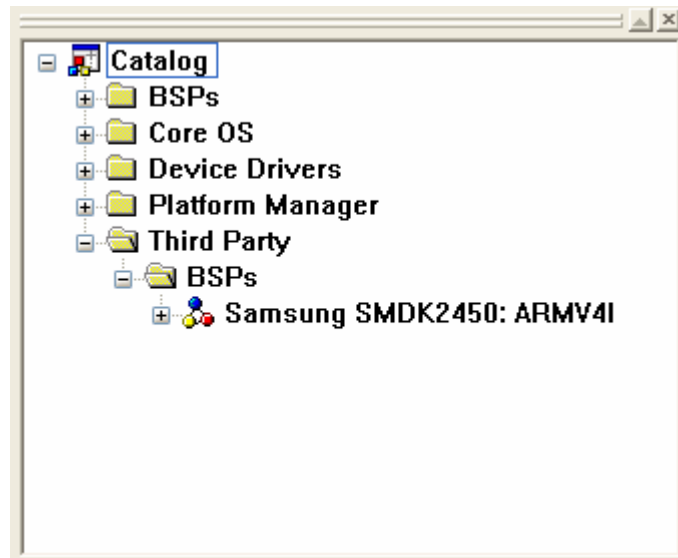 Catalog
BSPs
Core OS
Device Drivers
Platform Manager
Third Party
BSPs
Samsung SMDK2450: ARMV4I